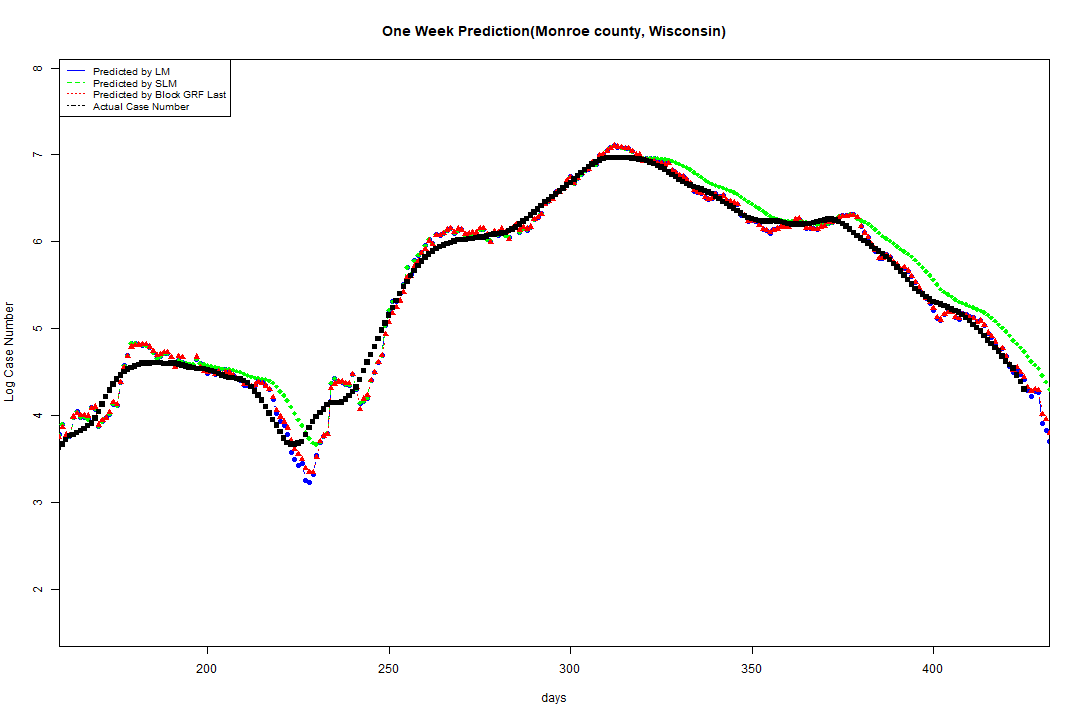 One Week Prediction(Monroe county, Wisconsin)
Predicted by LM
Predicted by SLM
Predicted by Block GRF Last
Actual Case Number
8
7
6
5
4
3
2
Log Case Number
200 250 300 350 400
days